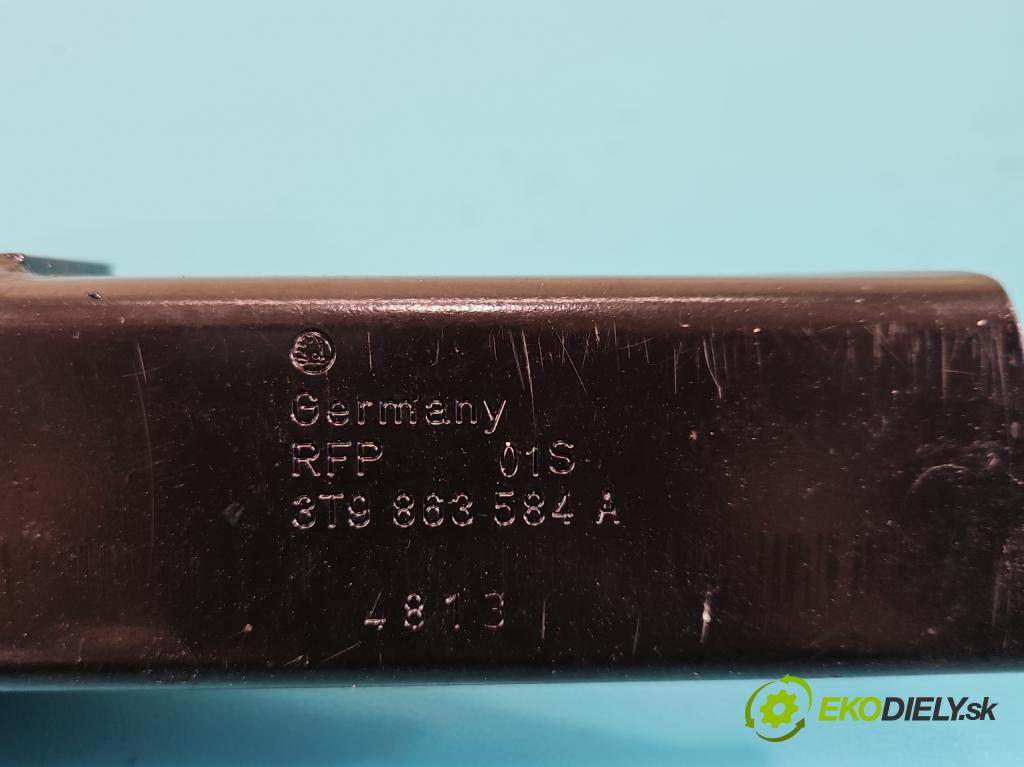 Germany
RFP 01S
3T9 863 584 A
4813
EKODIELY.sk